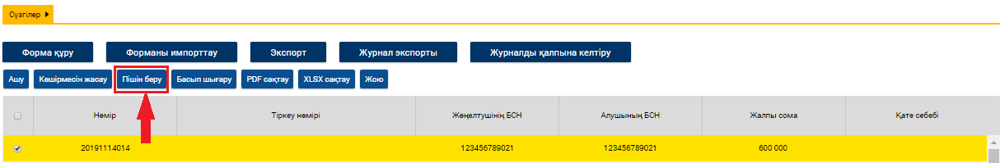 Сүзгілер
Форма құру Форманы импорттау Экспорт Журнал экспорты Журналды қалпына келтіру
Ашу Көшірмесін жасау Пішін беру Басып шығару PDF сақтау XLSX сақтау Жою
Нөмір Тіркеу нөмірі Жөнелтушінің БСН Алушының БСН Жалпы сома Қате себебі
20191114014 123456789021 123456789021 600 000